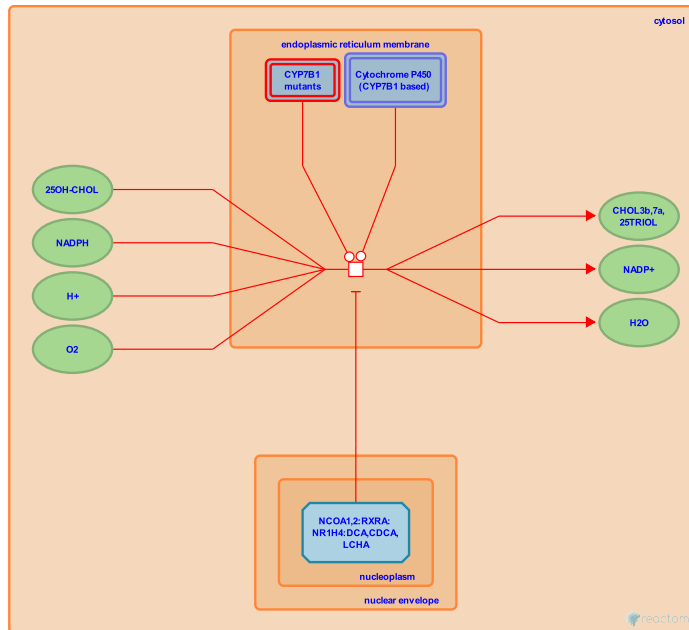 cytosol
endoplasmic reticulum membrane
CYP7B1
mutants
Cytochrome P450
(CYP7B1 based)
25OH-CHOL
NADPH
H+
O2
CHOL3b,7a,
25TRIOL
NADP+
H2O
NCOA1,2:RXRA:
NR1H4:DCA,CDCA,
LCHA
nucleoplasm
nuclear envelope
reactom